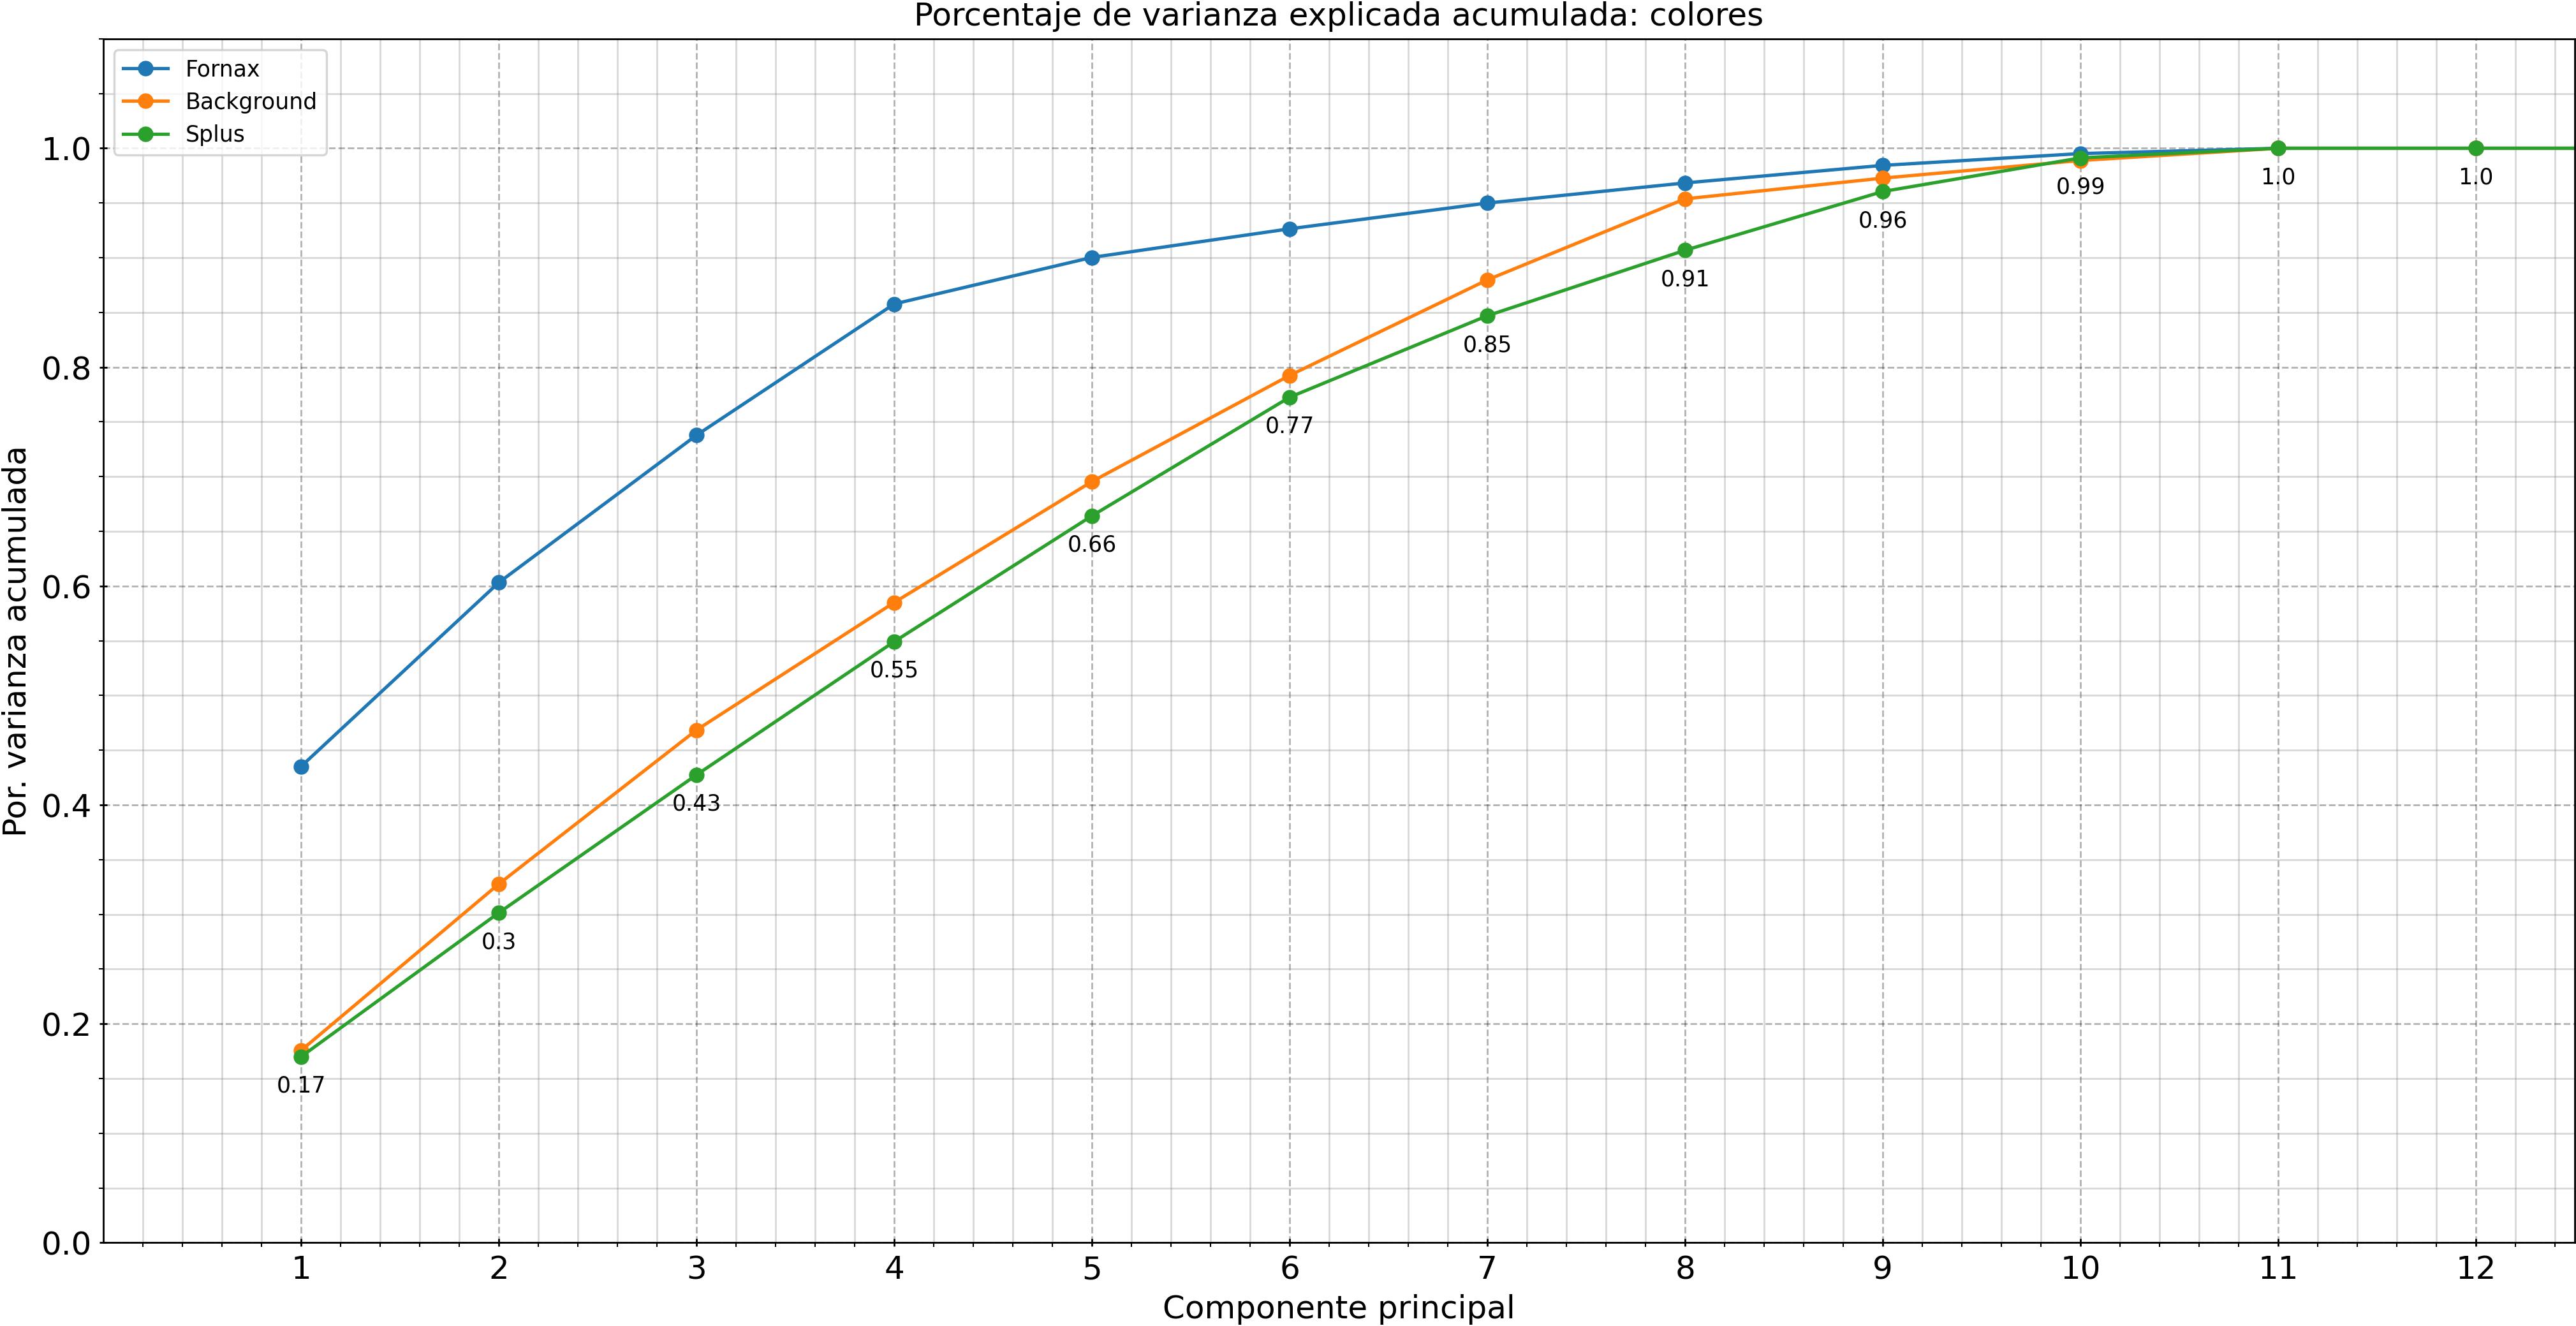 Porcentaje de varianza explicada acumulada: colores
Fornax
Background
Splus
Por. varianza acumulada
1.0
0.8
0.6
0.4
0.2
0.0
0.17
0.3
0.43
0.55
0.66
0.77
0.85
0.91
0.96
0.99
1.0
1.0
1 2 3 4 5 6 7 8 9 10 11 12
Componente principal